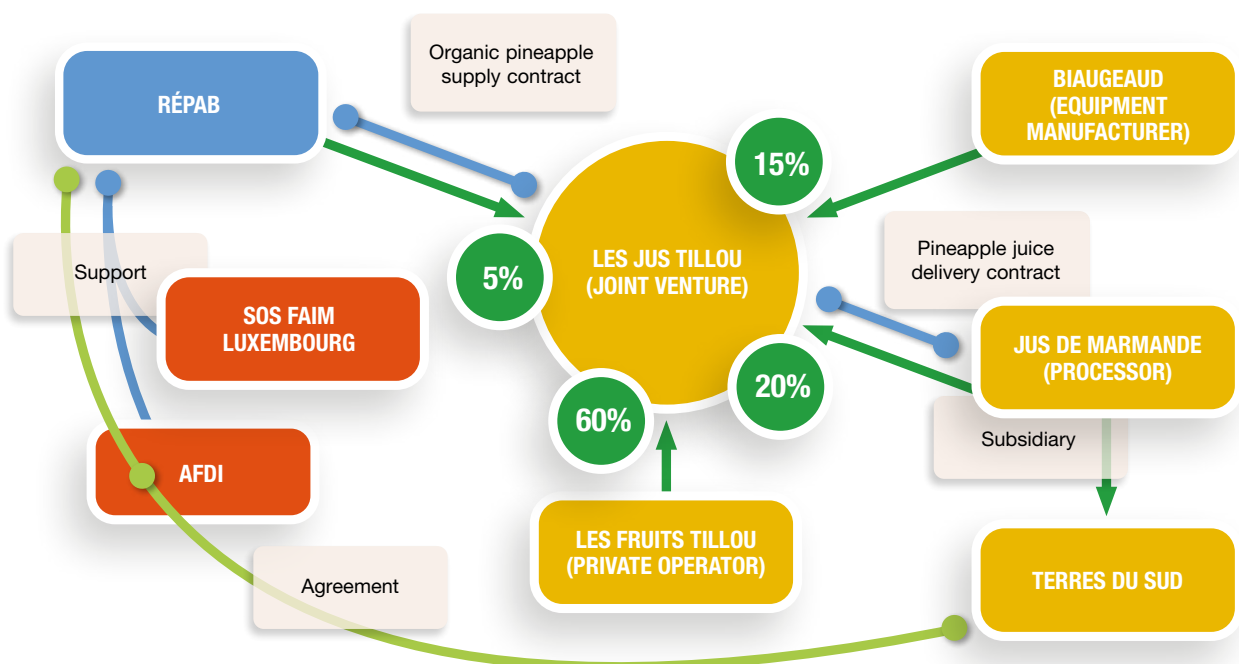 Organic pineapple
supply contract
RÉPAB
BIAUGEAUD
(EQUIPMENT
MANUFACTURER)
15%
Support
5%
LES JUS TILLOU
(JOINT VENTURE)
Pineapple juice
delivery contract
SOS FAIM
LUXEMBOURG
JUS DE MARMANDE
(PROCESSOR)
20%
60%
Subsidiary
AFDI
LES FRUITS TILLOU
(PRIVATE OPERATOR)
Agreement
TERRES DU SUD